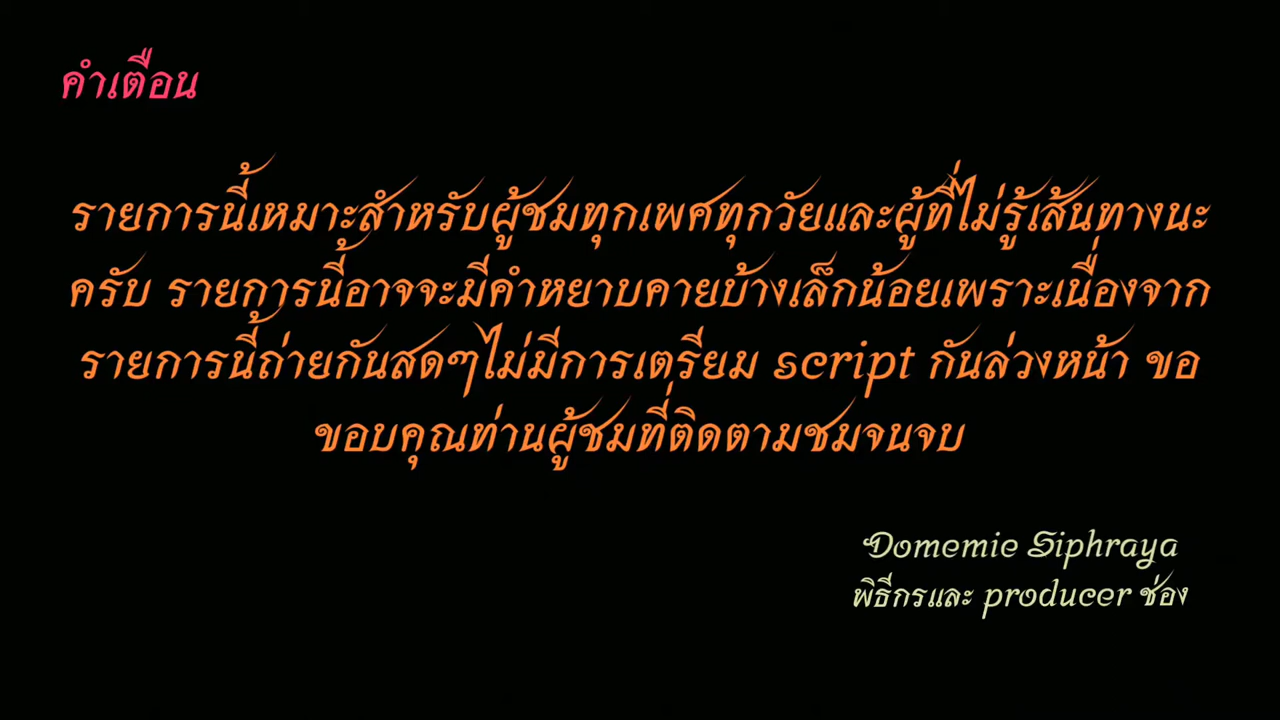 คำเตือน
รายการนี้เหมาะสำหรับผู้ชมทุกเพศทุกวัยและผู้ที่ไม่รู้เส้นทางนะ
ครับ รายการนี้อาจจะมีคำหยาบคายบ้างเล็กน้อยเพราะเนื่องจาก
รายการนี้ถ่ายกันสดๆไม่มีการเตรียม script กันล่วงหน้า ขอ
ขอบคุณท่านผู้ชมที่ติดตามชมจนจบ
Domemie Siphraya
พิธีกรและ producer ช่อง